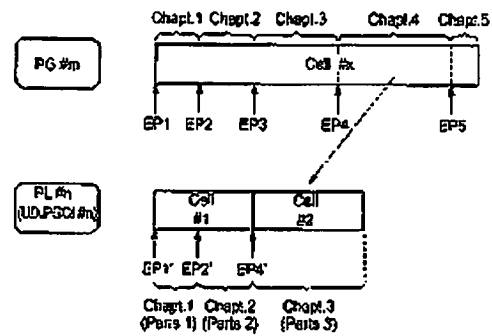 Chapt.1 Chapt.2 Chapt.3 Chapt.4 Chapt.5
PG #m
Cell #x
EP1 EP2 EP3 EP4 EP5
PL #n
(UD_PGCI #n)
Cell #1
Cell #2
EP1' EP2' EP4'
Chapt.1 Chapt.2 Chapt.3
(Parts 1) (Parts 2) (Parts 3)